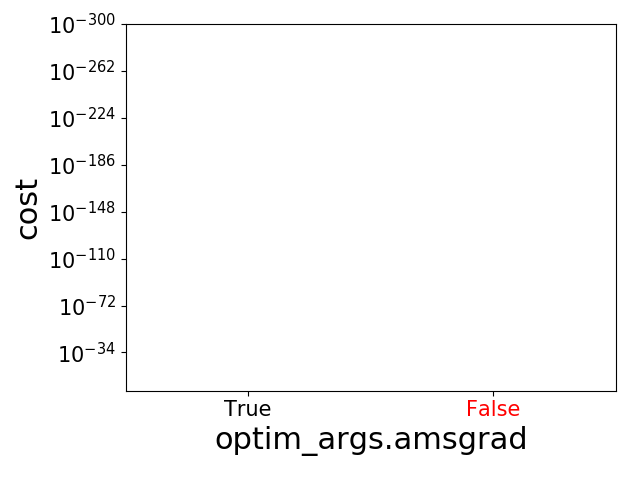 10⁻³⁰⁰
10⁻²⁶²
10⁻²²⁴
10⁻¹⁸⁶
10⁻¹⁴⁸
10⁻¹¹⁰
10⁻⁷²
10⁻³⁴
cost
True False
optim_args.amsgrad